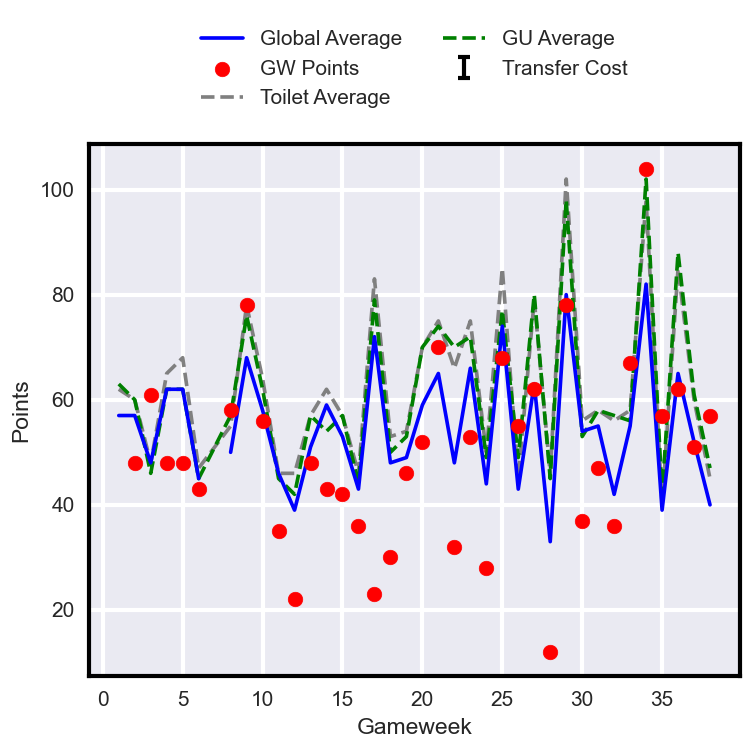 Global Average
GW Points
Toilet Average
GU Average
Transfer Cost
100
80
60
40
20
Points
0 5 10 15 20 25 30 35
Gameweek